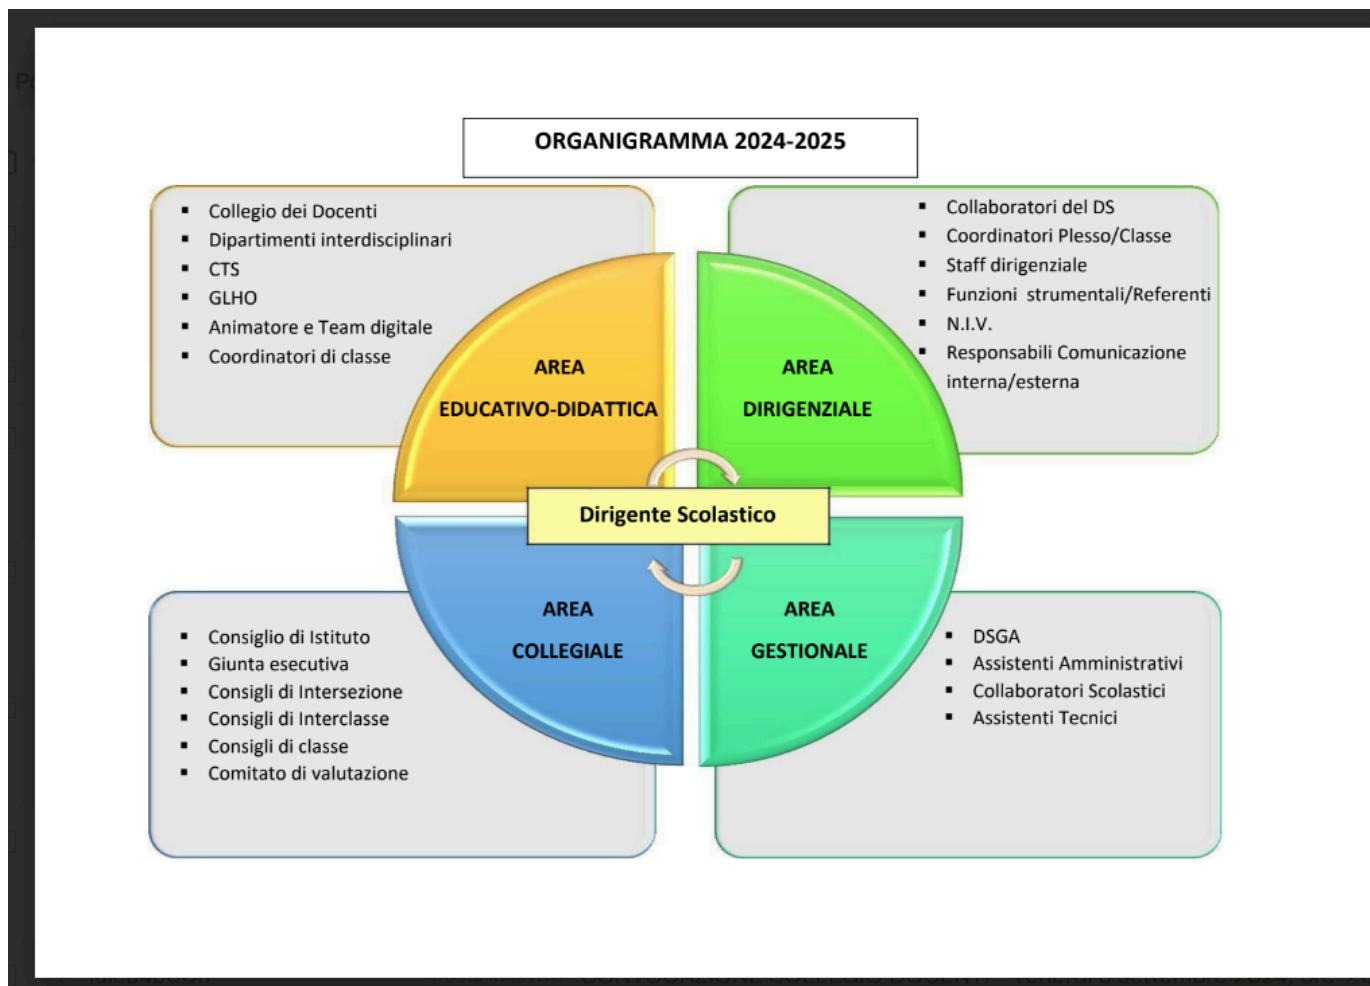 ORGANIGRAMMA 2024-2025
▪ Collegio dei Docenti
▪ Dipartimenti interdisciplinari
▪ CTS
▪ GLHO
▪ Animatore e Team digitale
▪ Coordinatori di classe
▪ Collaboratori del DS
▪ Coordinatori Plesso/Classe
▪ Staff dirigenziale
▪ Funzioni strumentali/Referenti
▪ N.I.V.
▪ Responsabili Comunicazione
interna/esterna
AREA
EDUCATIVO-DIDATTICA
AREA
DIRIGENZIALE
Dirigente Scolastico
AREA
COLLEGIALE
AREA
GESTIONALE
▪ Consiglio di Istituto
▪ Giunta esecutiva
▪ Consigli di Intersezione
▪ Consigli di Interclasse
▪ Consigli di classe
▪ Comitato di valutazione
▪ DSGA
▪ Assistenti Amministrativi
▪ Collaboratori Scolastici
▪ Assistenti Tecnici